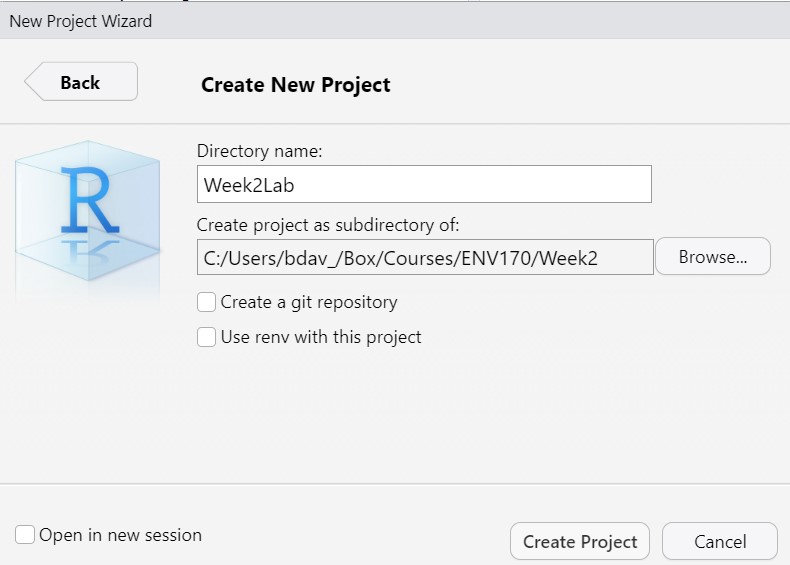 New Project Wizard
Back
Create New Project
R
Directory name:
Week2Lab
Create project as subdirectory of:
C:/Users/bdav_/Box/Courses/ENV170/Week2
Browse...
Create a git repository
Use renv with this project
Open in new session
Create Project
Cancel